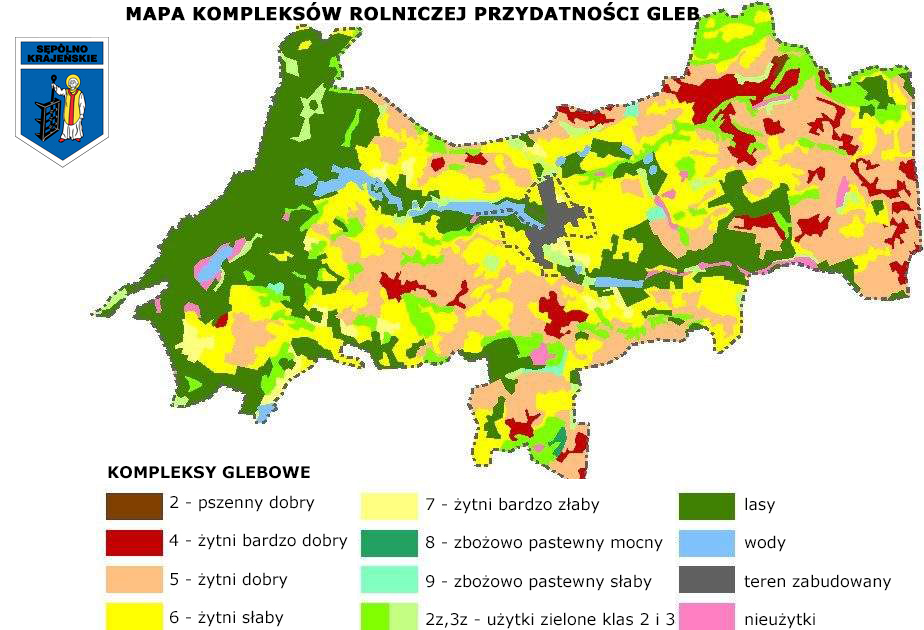 MAPA KOMPLEKSÓW ROLNICZEJ PRZYDATNOŚCI GLEB
SĘPÓLNO
KRAJEŃSKIE
KOMPLEKSY GLEBOWE
2 - pszenny dobry
4 - żytni bardzo dobry
5 - żytni dobry
6 - żytni słaby
7 - żytni bardzo złaby
8 - zbożowo pastewny mocny
9 - zbożowo pastewny słaby
2z,3z - użytki zielone klas 2 i 3
lasy
wody
teren zabudowany
nieużytki